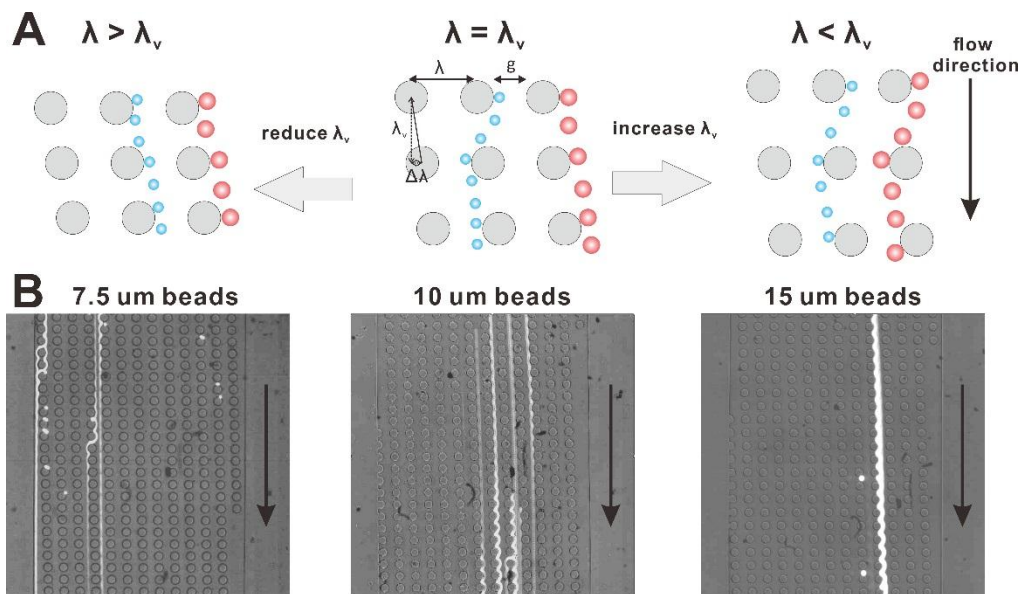 A
λ > λᵥ
λ = λᵥ
λ < λᵥ
flow
direction
λ
g
λᵥ
Δλ
reduce λᵥ
increase λᵥ
B
7.5 um beads
10 um beads
15 um beads